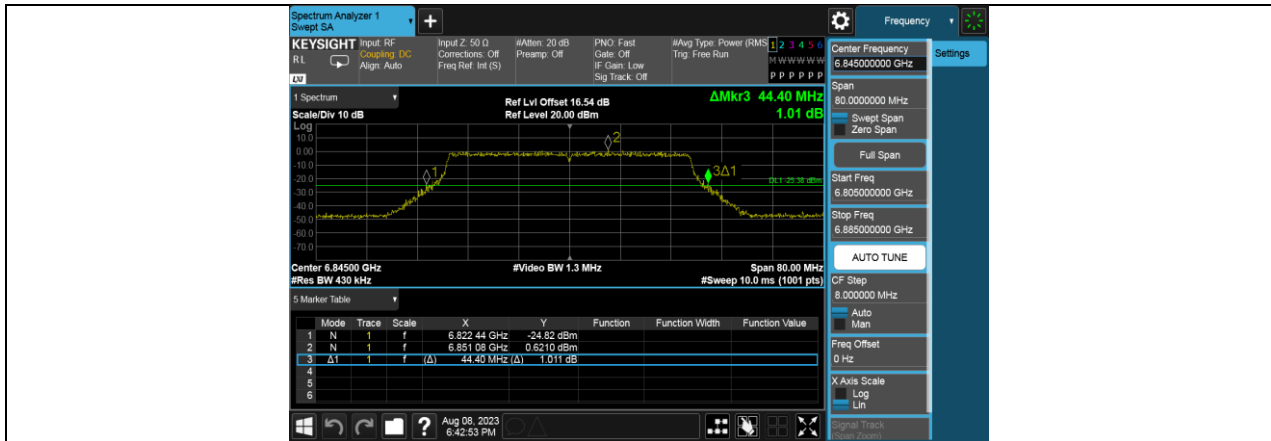 Spectrum Analyzer 1
Swept SA
Frequency
KEYSIGHT
RL
LXI
Input: RF
Coupling: DC
Align: Auto
Input Z: 50 Ω
Corrections: Off
Freq Ref: Int (S)
#Atten: 20 dB
Preamp: Off
PNO: Fast
Gate: Off
IF Gain: Low
Sig Track: Off
#Avg Type: Power (RMS
Trig: Free Run
1 2 3 4 5 6
M W W W W W
P P P P P P
1 Spectrum
Scale/Div 10 dB
Ref Lvl Offset 16.54 dB
Ref Level 20.00 dBm
ΔMkr3 44.40 MHz
1.01 dB
Log
10.0
0.00
-10.0
-20.0
-30.0
-40.0
-50.0
-60.0
-70.0
1
2
3Δ1
DL1 -25.38 dBm
Center 6.84500 GHz
#Res BW 430 kHz
#Video BW 1.3 MHz
Span 80.00 MHz
#Sweep 10.0 ms (1001 pts)
5 Marker Table
Mode Trace Scale X Y Function Function Width Function Value
1 N 1 f 6.822 44 GHz -24.82 dBm
2 N 1 f 6.851 08 GHz 0.6210 dBm
3 Δ1 1 f (Δ) 44.40 MHz (Δ) 1.011 dB
4
5
6
Aug 08, 2023
6:42:53 PM
Center Frequency
6.845000000 GHz
Settings
Span
80.0000000 MHz
Swept Span
Zero Span
Full Span
Start Freq
6.805000000 GHz
Stop Freq
6.885000000 GHz
AUTO TUNE
CF Step
8.000000 MHz
Auto
Man
Freq Offset
0 Hz
X Axis Scale
Log
Lin
Signal Track
(Span Zoom)